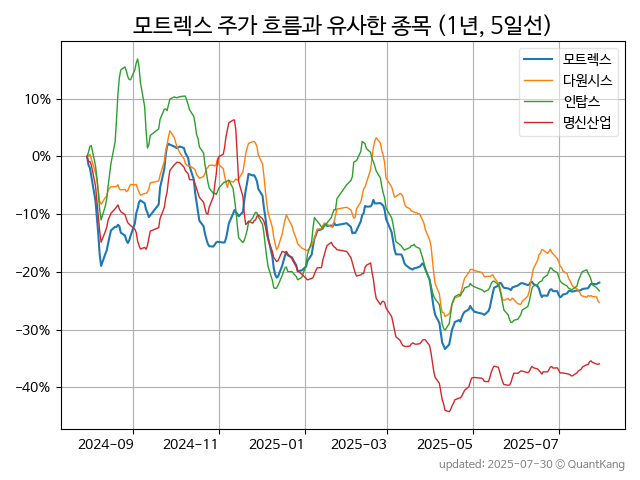 모트렉스 주가 흐름과 유사한 종목 (1년, 5일선)
모트렉스
다원시스
인탑스
명신산업
10%
0%
−10%
−20%
−30%
−40%
2024-09
2024-11
2025-01
2025-03
2025-05
2025-07
updated: 2025-07-30 © QuantKang